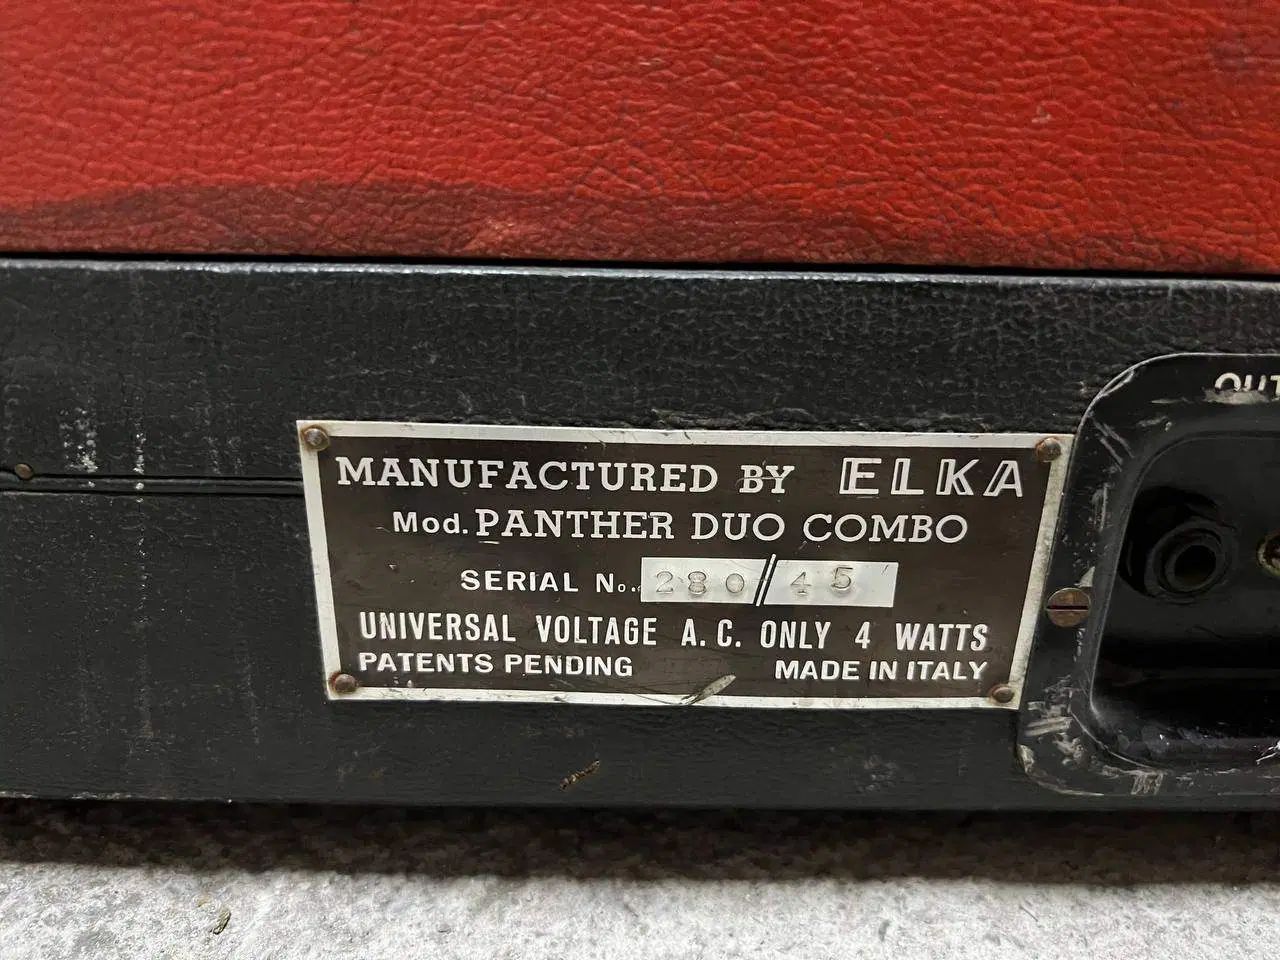 OUT
MANUFACTURED BY ELKA
Mod. PANTHER DUO COMBO
SERIAL No. 280/45
UNIVERSAL VOLTAGE A.C. ONLY 4 WATTS
PATENTS PENDING MADE IN ITALY